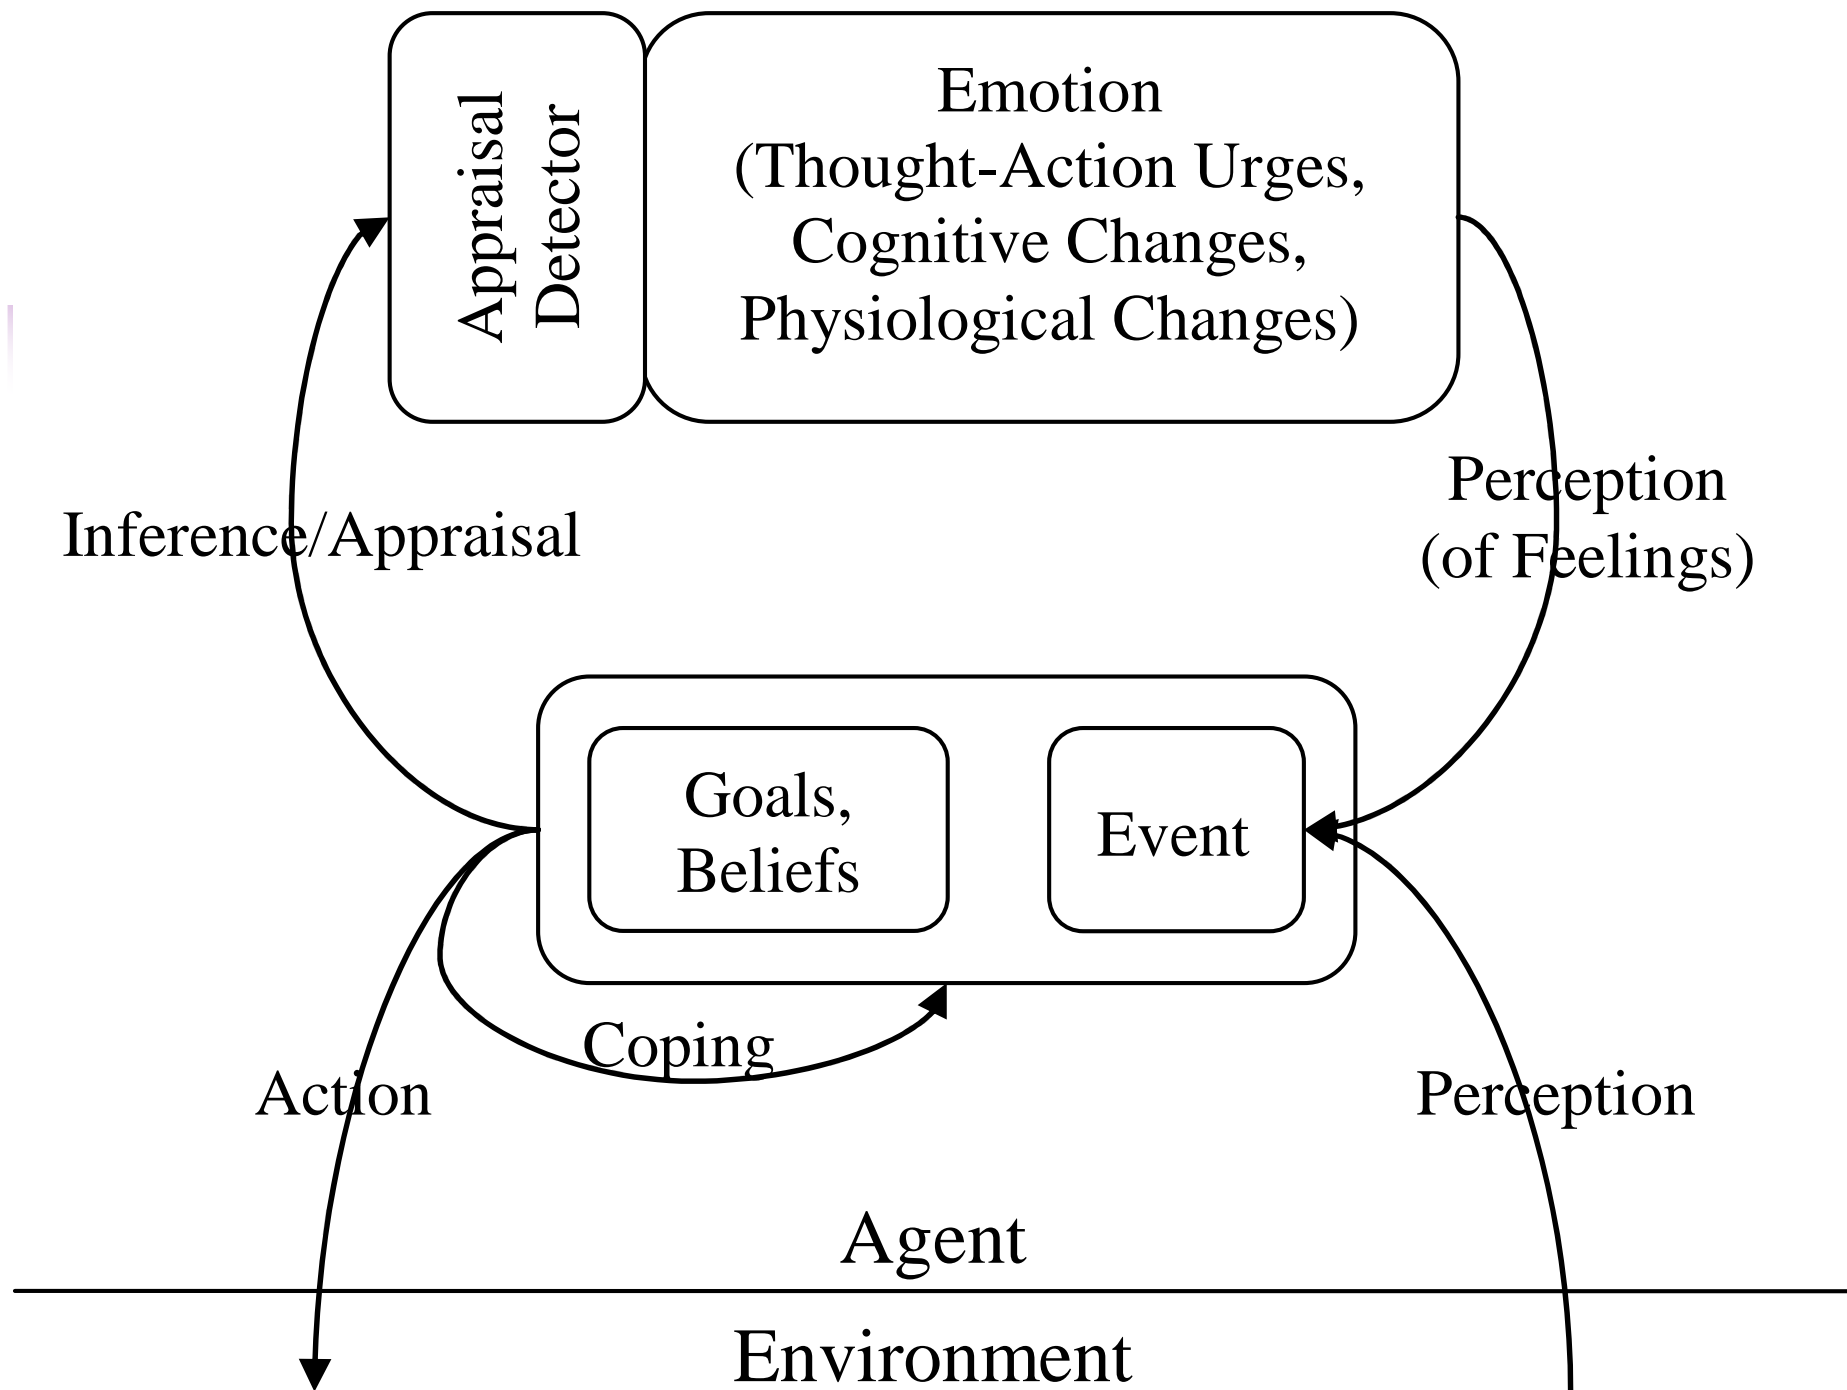 Appraisal
Detector
Emotion
(Thought-Action Urges,
Cognitive Changes,
Physiological Changes)
Inference/Appraisal
Perception
(of Feelings)
Goals,
Beliefs
Event
Coping
Action
Perception
Agent
Environment